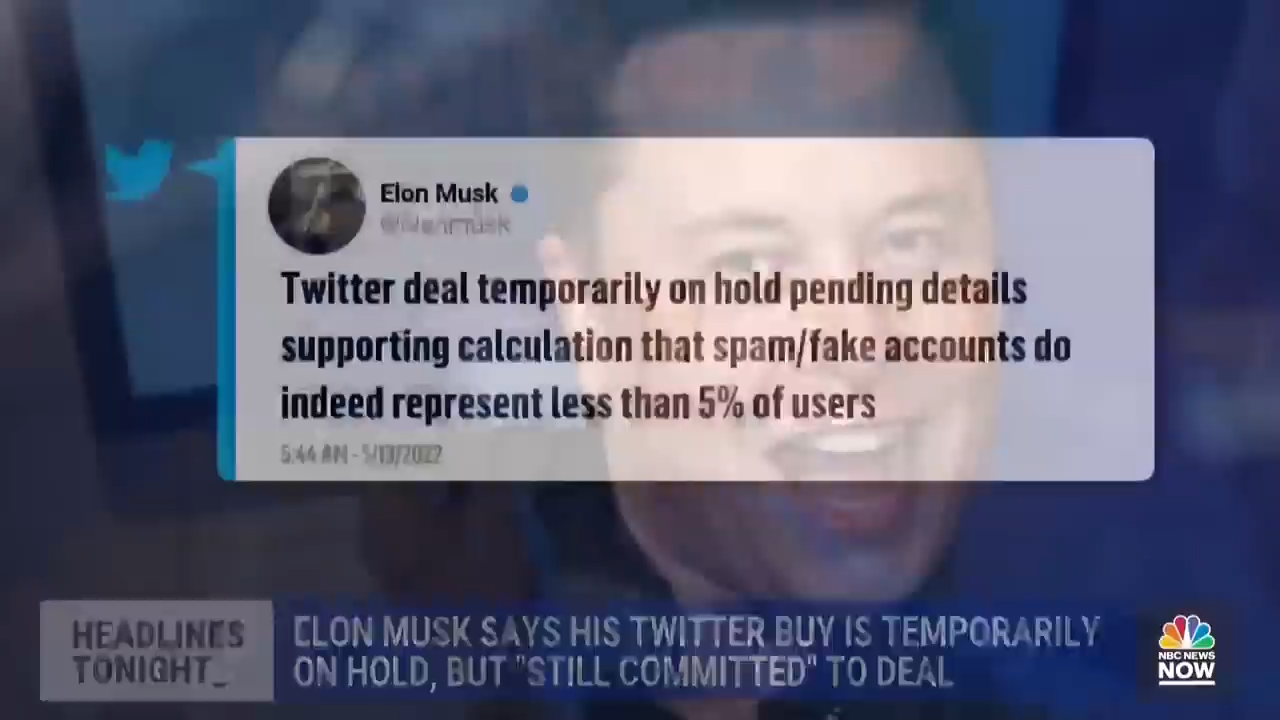 Elon Musk
@elonmusk
Twitter deal temporarily on hold pending details
supporting calculation that spam/fake accounts do
indeed represent less than 5% of users
5:44 AM - 5/13/2022
HEADLINES
TONIGHT_
ELON MUSK SAYS HIS TWITTER BUY IS TEMPORARILY
ON HOLD, BUT "STILL COMMITTED" TO DEAL
NBC NEWS
NOW